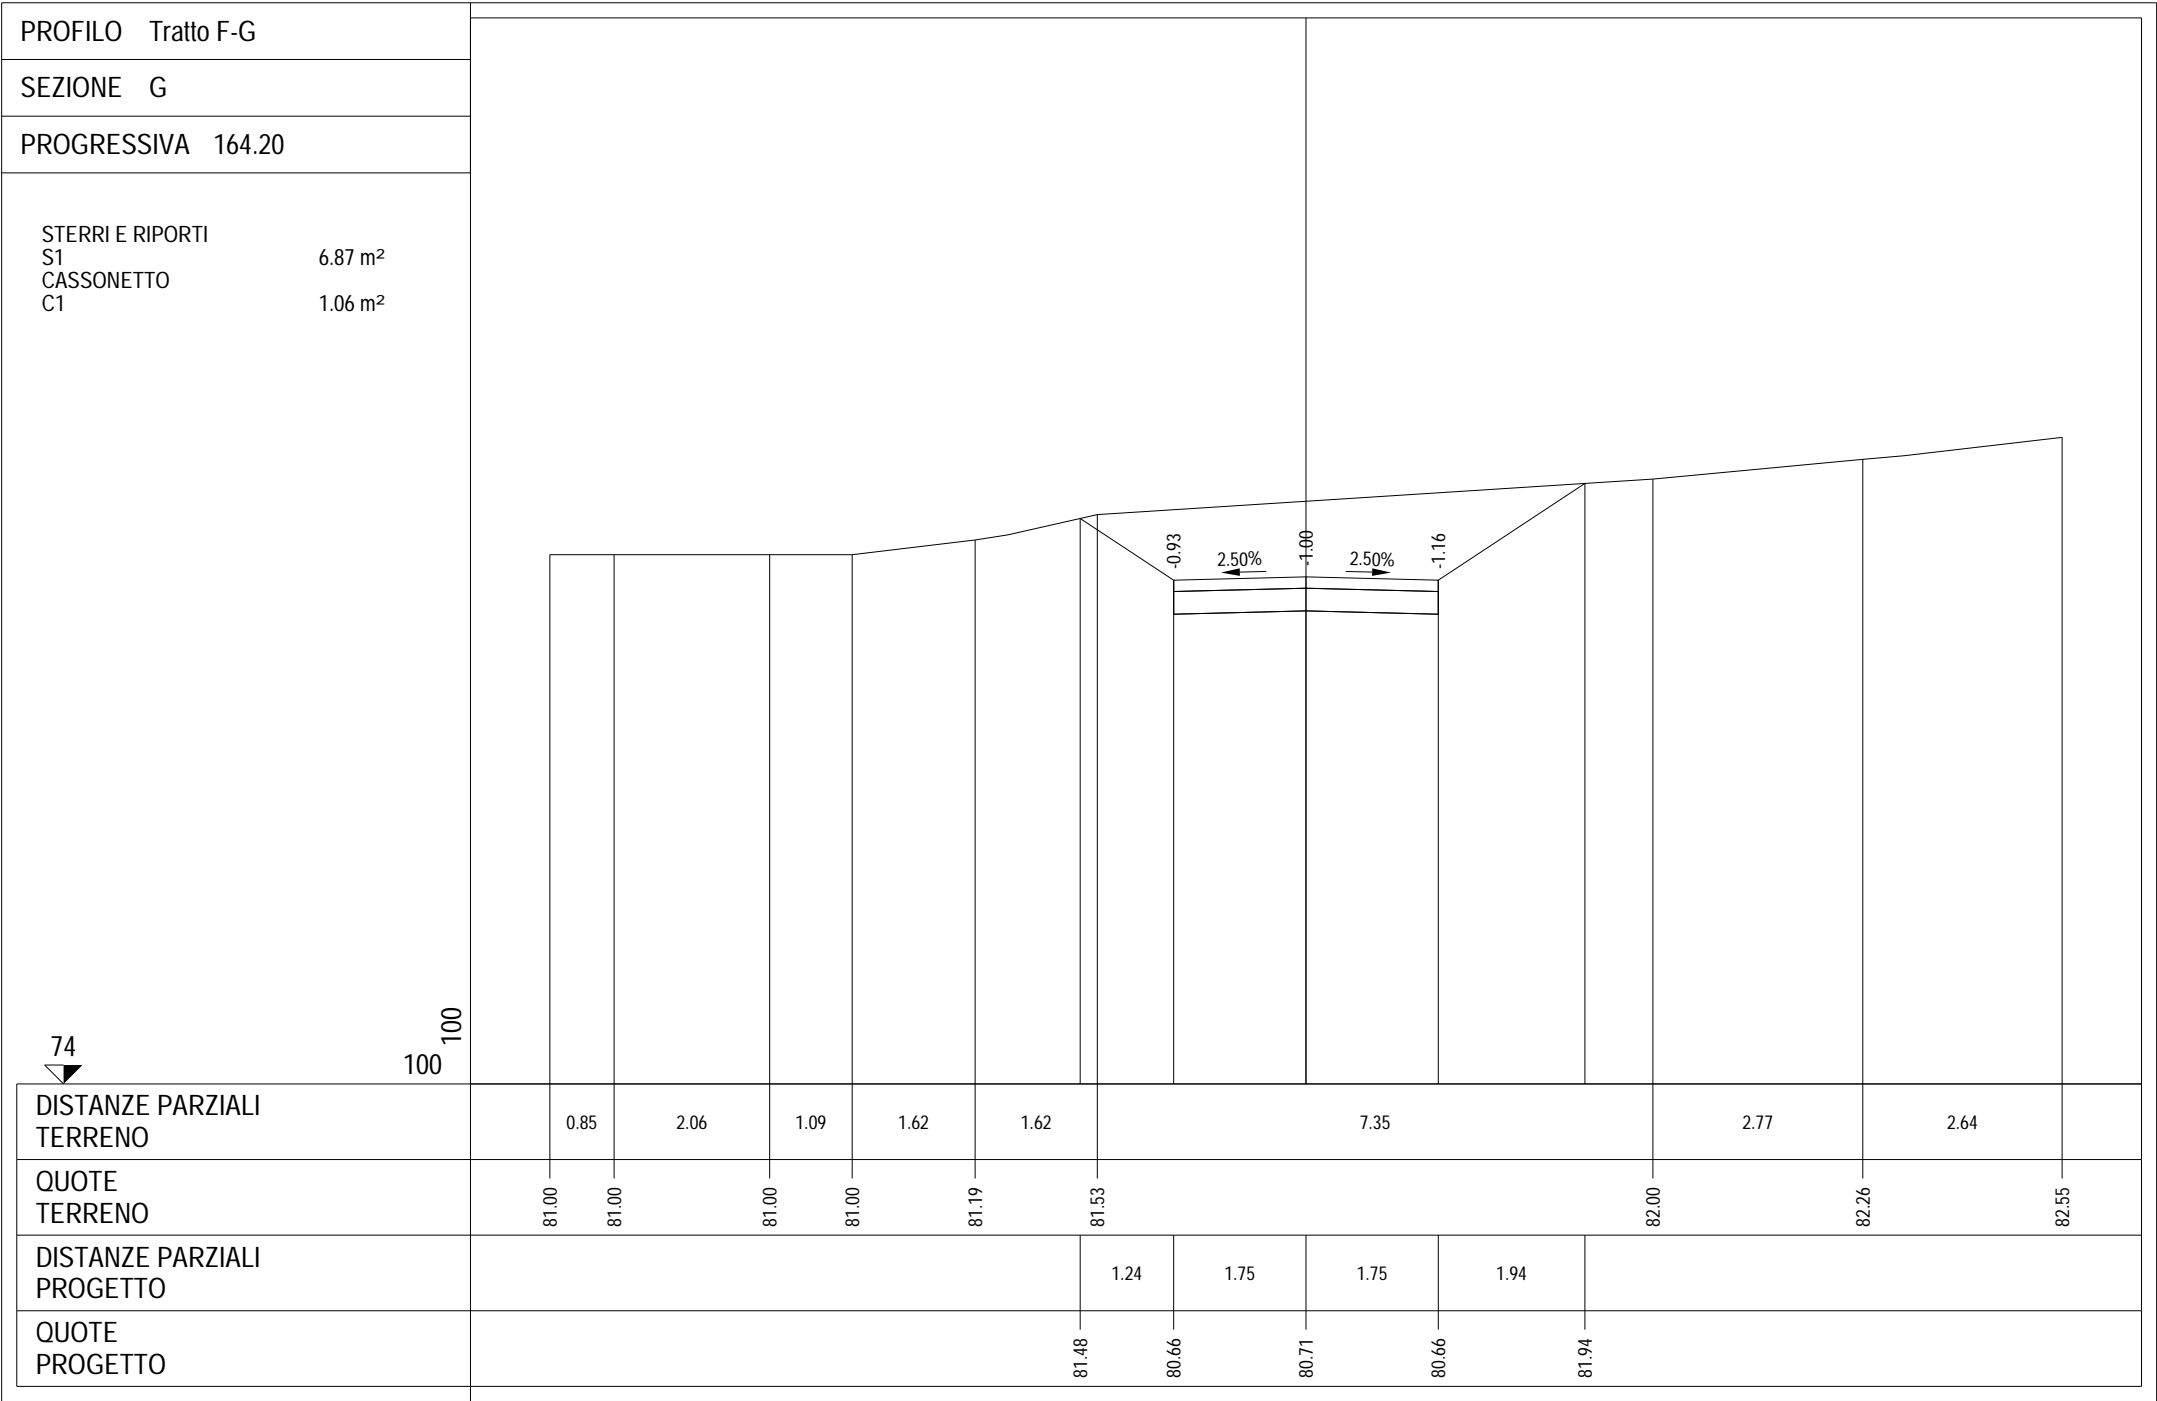 PROFILO Tratto F-G
SEZIONE G
PROGRESSIVA 164.20
STERRI E RIPORTI
S1 6.87 m²
CASSONETTO
C1 1.06 m²
-0.93 -1.00 -1.16
2.50% 2.50%
100
74
100
DISTANZE PARZIALI
TERRENO
0.85 2.06 1.09 1.62 1.62 7.35 2.77 2.64
QUOTE
TERRENO
81.00 81.00 81.00 81.00 81.19 81.53 82.00 82.26 82.55
DISTANZE PARZIALI
PROGETTO
1.24 1.75 1.75 1.94
QUOTE
PROGETTO
81.48 80.66 80.71 80.66 81.94